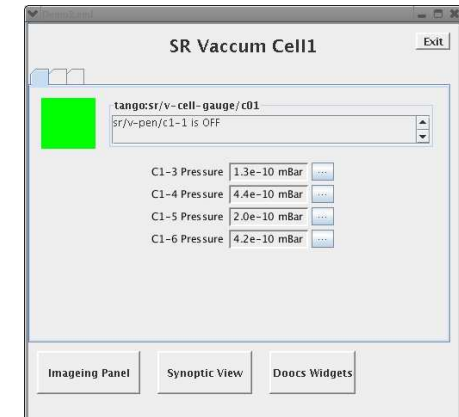 SR Vaccum Cell1
Exit
tango:sr/v-cell-gauge/c01
sr/v-pen/c1-1 is OFF
C1-3 Pressure 1.3e-10 mBar ...
C1-4 Pressure 4.4e-10 mBar ...
C1-5 Pressure 2.0e-10 mBar ...
C1-6 Pressure 4.2e-10 mBar ...
Imageing Panel Synoptic View Doocs Widgets